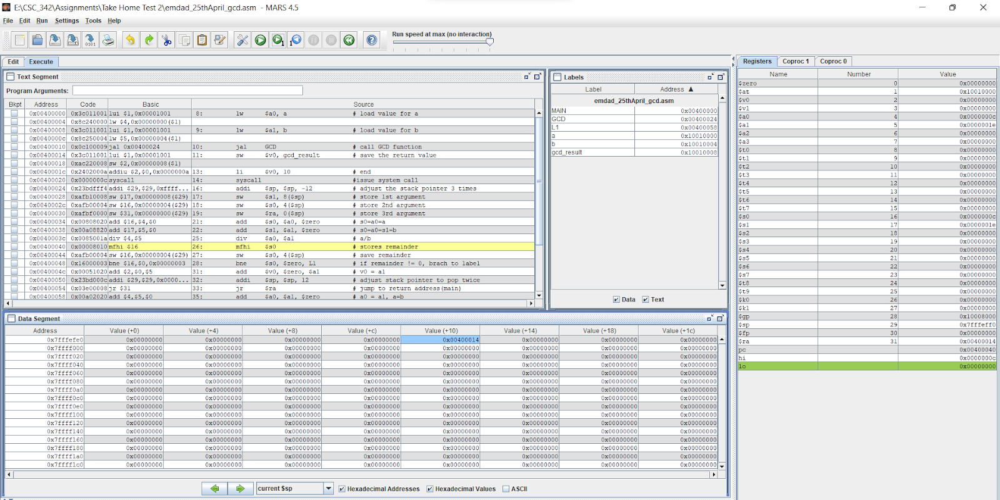 E:\CSC_342\Assignments\Take Home Test 2\emdad_25thApril_gcd.asm - MARS 4.5
File Edit Run Settings Tools Help
Run speed at max (no interaction)
Edit Execute
Text Segment
Program Arguments:
Bkpt Address Code Basic Source
0x00400000 0x3c011001 lui $1,0x00001001 8: lw $a0, a # load value for a
0x00400004 0x8c240000 lw $4,0x00000000($1)
0x00400008 0x3c011001 lui $1,0x00001001 9: lw $a1, b # load value for b
0x0040000c 0x8c250004 lw $5,0x00000004($1)
0x00400010 0x0c100009 jal 0x00400024 10: jal GCD # call GCD function
0x00400014 0x3c011001 lui $1,0x00001001 11: sw $v0, gcd_result # save the return value
0x00400018 0xac220008 sw $2,0x00000008($1)
0x0040001c 0x2402000a addiu $2,$0,0x0000000a 13: li $v0, 10 # end
0x00400020 0x0000000c syscall 14: syscall #issue system call
0x00400024 0x23bdfff4 addi $29,$29,0xffff... 16: addi $sp, $sp, -12 # adjust the stack pointer 3 times
0x00400028 0xafb10008 sw $17,0x00000008($29) 17: sw $s1, 8($sp) # store 1st argument
0x0040002c 0xafb00004 sw $16,0x00000004($29) 18: sw $s0, 4($sp) # store 2nd argument
0x00400030 0xafbf0000 sw $31,0x00000000($29) 19: sw $ra, 0($sp) # store 3rd argument
0x00400034 0x00808020 add $16,$4,$0 21: add $s0, $a0, $zero # s0=a0=a
0x00400038 0x00a08820 add $17,$5,$0 22: add $s1, $a1, $zero # s0=a0=s1=b
0x0040003c 0x0085001a div $4,$5 25: div $a0, $a1 # a/b
0x00400040 0x00008010 mfhi $16 26: mfhi $s0 # stores remainder
0x00400044 0xafb00004 sw $16,0x00000004($29) 27: sw $s0, 4($sp) # save remainder
0x00400048 0x16000003 bne $16,$0,0x00000003 28: bne $s0, $zero, L1 # if remainder != 0, brach to label
0x0040004c 0x00051020 add $2,$0,$5 31: add $v0, $zero, $a1 # v0 = a1
0x00400050 0x23bd000c addi $29,$29,0x0000... 32: addi $sp, $sp, 12 # adjust stack pointer to pop twice
0x00400054 0x03e00008 jr $31 33: jr $ra # jump to return address(main)
0x00400058 0x00a02020 add $4,$5,$0 35: add $a0, $a1, $zero # a0 = a1, a=b
Labels
Label Address ▲
emdad_25thApril_gcd.asm
MAIN 0x00400000
GCD 0x00400024
L1 0x00400058
a 0x10010000
b 0x10010004
gcd_result 0x10010008
Data Text
Data Segment
Address Value (+0) Value (+4) Value (+8) Value (+c) Value (+10) Value (+14) Value (+18) Value (+1c)
0x7fffefe0 0x00000000 0x00000000 0x00000000 0x00000000 0x00400014 0x00000000 0x00000000 0x00000000
0x7ffff000 0x00000000 0x00000000 0x00000000 0x00000000 0x00000000 0x00000000 0x00000000 0x00000000
0x7ffff020 0x00000000 0x00000000 0x00000000 0x00000000 0x00000000 0x00000000 0x00000000 0x00000000
0x7ffff040 0x00000000 0x00000000 0x00000000 0x00000000 0x00000000 0x00000000 0x00000000 0x00000000
0x7ffff060 0x00000000 0x00000000 0x00000000 0x00000000 0x00000000 0x00000000 0x00000000 0x00000000
0x7ffff080 0x00000000 0x00000000 0x00000000 0x00000000 0x00000000 0x00000000 0x00000000 0x00000000
0x7ffff0a0 0x00000000 0x00000000 0x00000000 0x00000000 0x00000000 0x00000000 0x00000000 0x00000000
0x7ffff0c0 0x00000000 0x00000000 0x00000000 0x00000000 0x00000000 0x00000000 0x00000000 0x00000000
0x7ffff0e0 0x00000000 0x00000000 0x00000000 0x00000000 0x00000000 0x00000000 0x00000000 0x00000000
0x7ffff100 0x00000000 0x00000000 0x00000000 0x00000000 0x00000000 0x00000000 0x00000000 0x00000000
0x7ffff120 0x00000000 0x00000000 0x00000000 0x00000000 0x00000000 0x00000000 0x00000000 0x00000000
0x7ffff140 0x00000000 0x00000000 0x00000000 0x00000000 0x00000000 0x00000000 0x00000000 0x00000000
0x7ffff160 0x00000000 0x00000000 0x00000000 0x00000000 0x00000000 0x00000000 0x00000000 0x00000000
0x7ffff180 0x00000000 0x00000000 0x00000000 0x00000000 0x00000000 0x00000000 0x00000000 0x00000000
0x7ffff1a0 0x00000000 0x00000000 0x00000000 0x00000000 0x00000000 0x00000000 0x00000000 0x00000000
0x7ffff1c0 0x00000000 0x00000000 0x00000000 0x00000000 0x00000000 0x00000000 0x00000000 0x00000000
current $sp Hexadecimal Addresses Hexadecimal Values ASCII
Registers Coproc 1 Coproc 0
Name Number Value
$zero 0 0x00000000
$at 1 0x10010000
$v0 2 0x00000000
$v1 3 0x00000000
$a0 4 0x0000000c
$a1 5 0x0000001e
$a2 6 0x00000000
$a3 7 0x00000000
$t0 8 0x00000000
$t1 9 0x00000000
$t2 10 0x00000000
$t3 11 0x00000000
$t4 12 0x00000000
$t5 13 0x00000000
$t6 14 0x00000000
$t7 15 0x00000000
$s0 16 0x0000000c
$s1 17 0x0000001e
$s2 18 0x00000000
$s3 19 0x00000000
$s4 20 0x00000000
$s5 21 0x00000000
$s6 22 0x00000000
$s7 23 0x00000000
$t8 24 0x00000000
$t9 25 0x00000000
$k0 26 0x00000000
$k1 27 0x00000000
$gp 28 0x10008000
$sp 29 0x7fffeff0
$fp 30 0x00000000
$ra 31 0x00400014
pc 0x00400040
hi 0x0000000c
lo 0x00000000